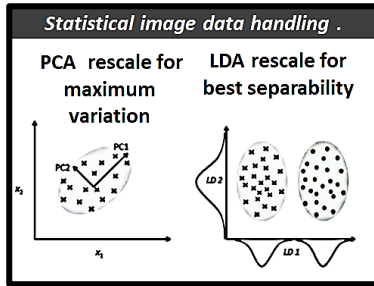 Statistical image data handling .
PCA rescale for
maximum
variation
PC1
PC2
x₂
x₁
LDA rescale for
best separability
LD 2
LD 1